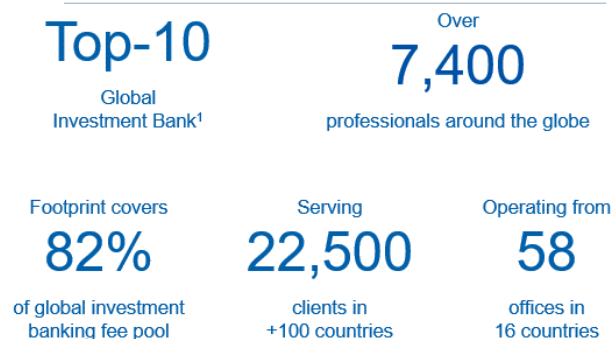 Top-10
Global
Investment Bank¹
Over
7,400
professionals around the globe
Footprint covers
82%
of global investment
banking fee pool
Serving
22,500
clients in
+100 countries
Operating from
58
offices in
16 countries